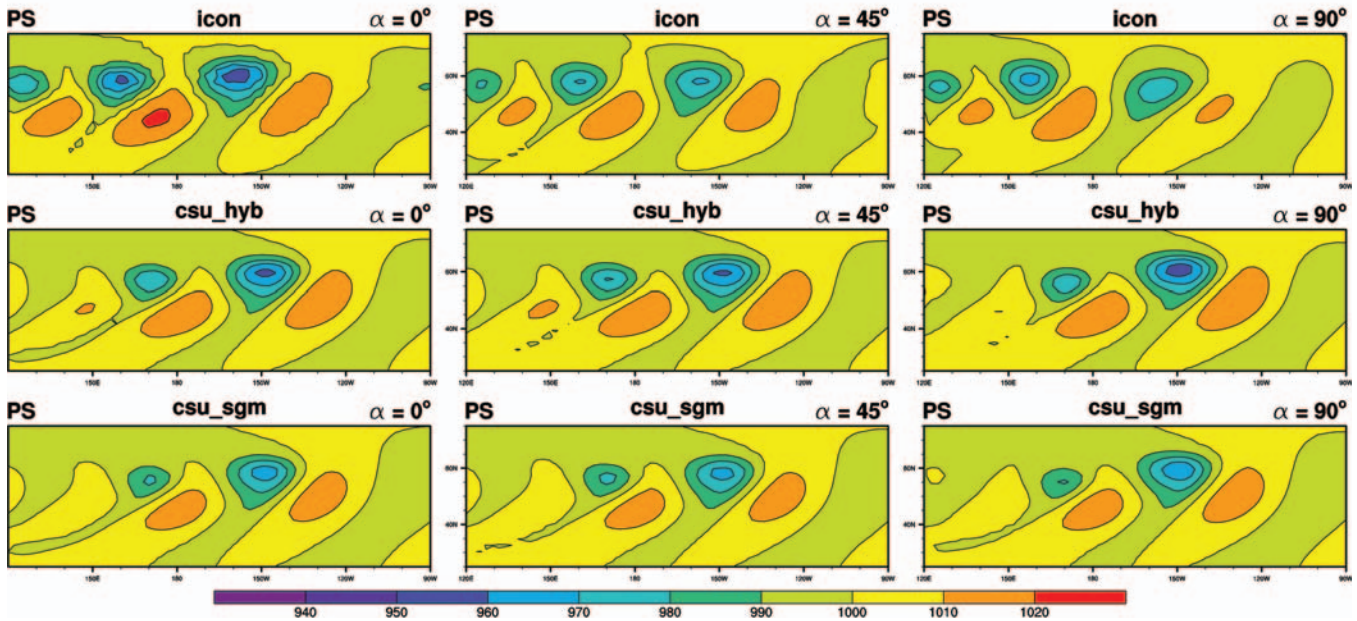 PS icon α = 0° PS icon α = 45° PS icon α = 90°
60N 60N
40N 40N
150E 180 150W 120W 90W 120E 150E 180 150W 120W 90W 120E 150E 180 150W 120W 90W
PS csu_hyb α = 0° PS csu_hyb α = 45° PS csu_hyb α = 90°
60N 60N
40N 40N
150E 180 150W 120W 90W 120E 150E 180 150W 120W 90W 120E 150E 180 150W 120W 90W
PS csu_sgm α = 0° PS csu_sgm α = 45° PS csu_sgm α = 90°
60N 60N
40N 40N
150E 180 150W 120W 90W 120E 150E 180 150W 120W 90W 120E 150E 180 150W 120W 90W
940 950 960 970 980 990 1000 1010 1020